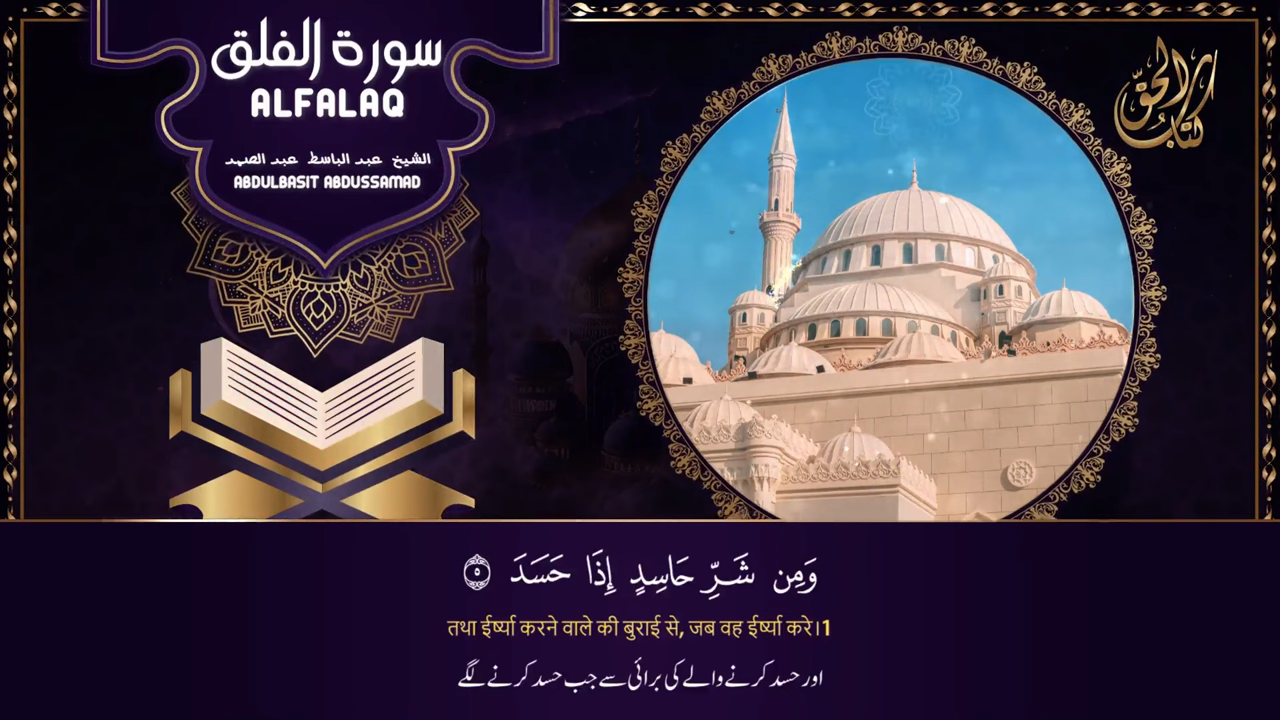 سورة الفلق
ALFALAQ
الشيخ عبد الباسط عبد الصمد
ABDULBASIT ABDUSSAMAD
كتاب الحق
وَمِن شَرِّ حَاسِدٍ إِذَا حَسَدَ ٥
तथा ईर्ष्या करने वाले की बुराई से, जब वह ईर्ष्या करे।1
اور حسد کرنے والے کی برائی سے جب حسد کرنے لگے